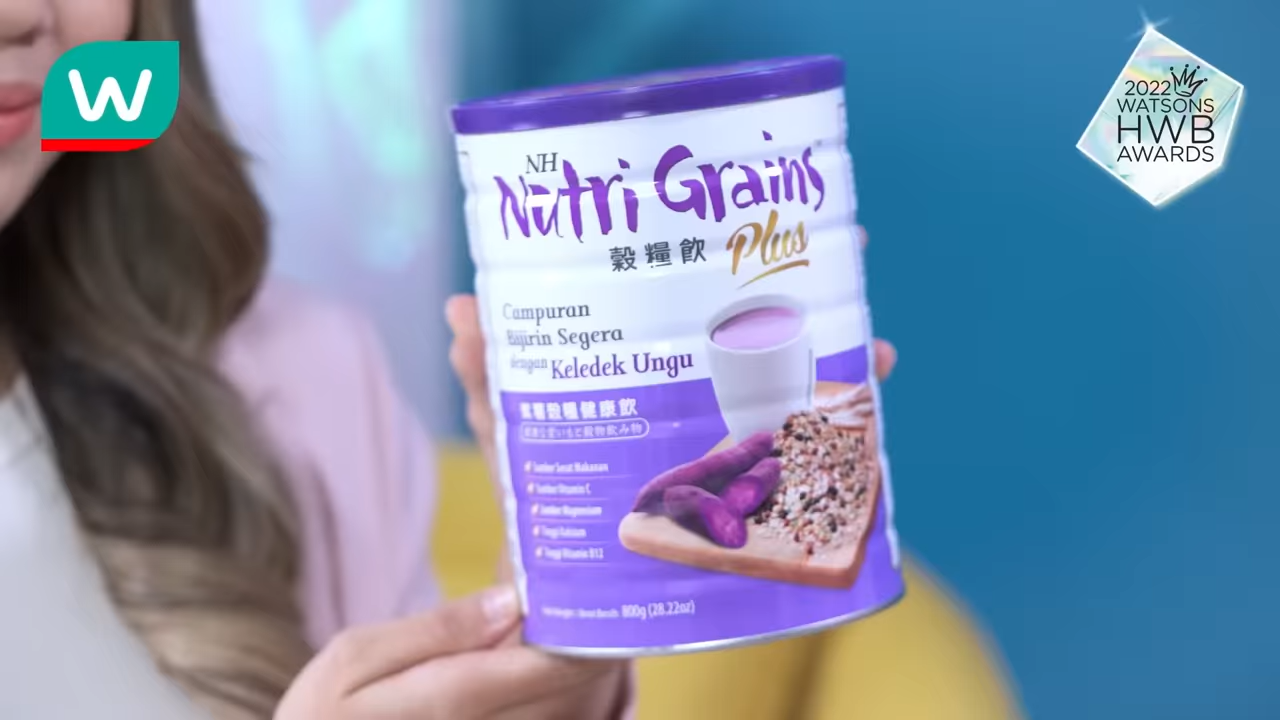 W
2022
WATSONS
HWB
AWARDS
NH
Nutri Grains
穀糧飲 Plus
Campuran
Bijirin Segera
dengan Keledek Ungu
紫薯穀糧健康飲
Sumber Serat Makanan
Sumber Vitamin C
Sumber Magnesium
Tinggi Kalsium
Tinggi Vitamin B12
800g (28.22oz)